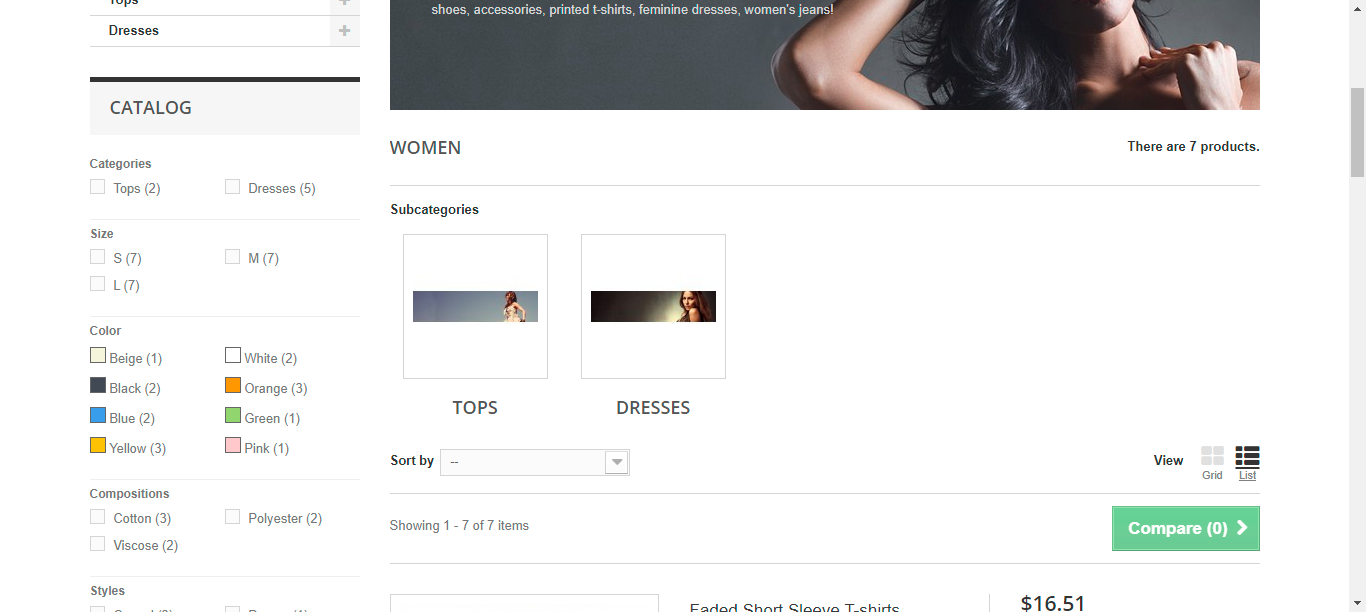 Tops
Dresses
CATALOG
Categories
Tops (2)
Dresses (5)
Size
S (7)
M (7)
L (7)
Color
Beige (1)
White (2)
Black (2)
Orange (3)
Blue (2)
Green (1)
Yellow (3)
Pink (1)
Compositions
Cotton (3)
Polyester (2)
Viscose (2)
Styles
shoes, accessories, printed t-shirts, feminine dresses, women's jeans!
WOMEN
There are 7 products.
Subcategories
TOPS
DRESSES
Sort by
--
View
Grid
List
Showing 1 - 7 of 7 items
Compare (0)
Faded Short Sleeve T-shirts
$16.51